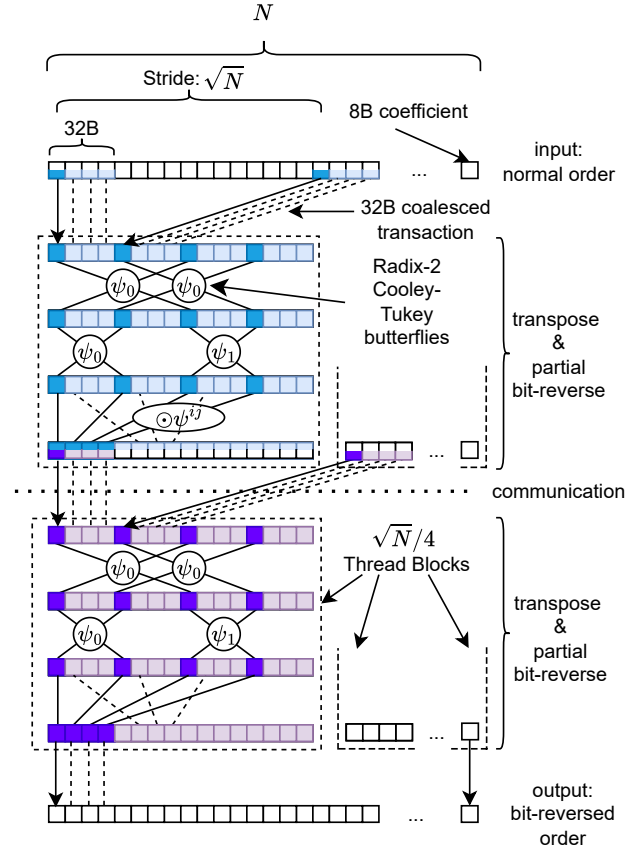 N
Stride: √N
8B coefficient
32B
...
input:
normal order
32B coalesced
transaction
ψ₀
ψ₀
Radix-2
Cooley-
Tukey
butterflies
transpose
&
partial
bit-reverse
ψ₀
ψ₁
⊙ψ^{ij}
...
communication
ψ₀
ψ₀
√N/4
Thread Blocks
transpose
&
partial
bit-reverse
ψ₀
ψ₁
...
...
output:
bit-reversed
order